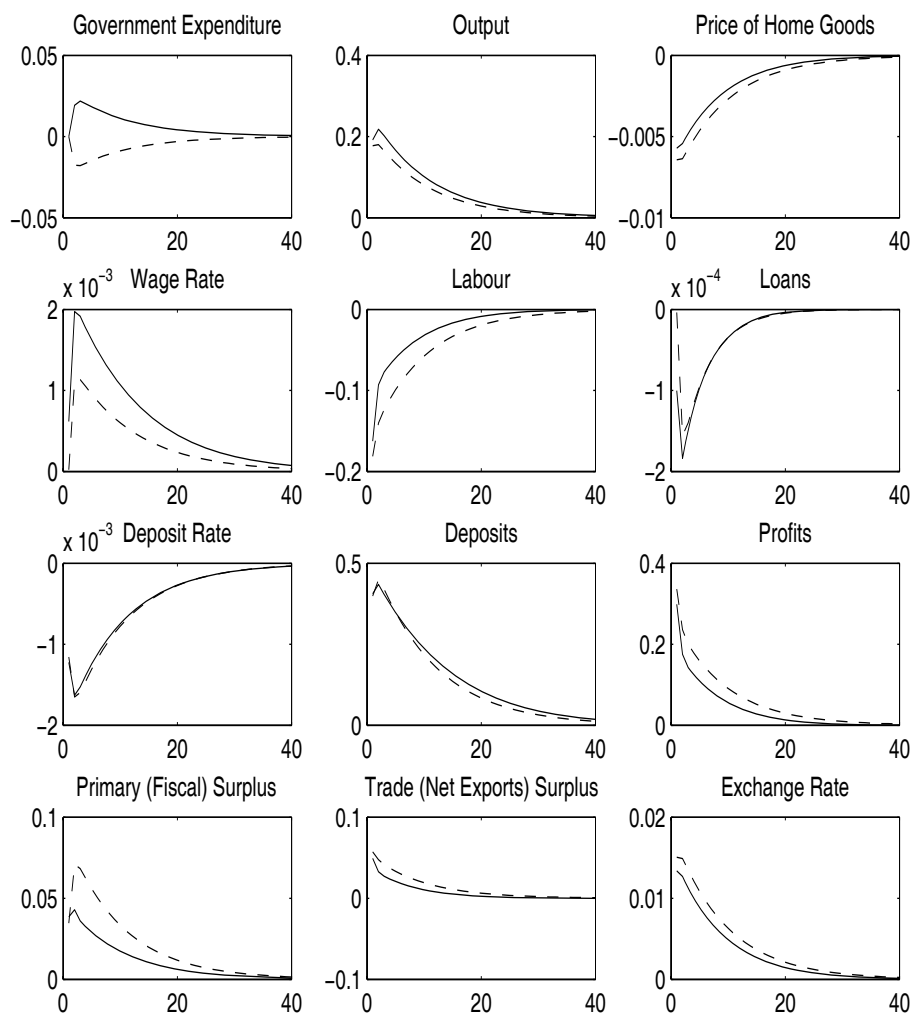 Government Expenditure Output Price of Home Goods
0.05 0.4 0
0 0.2 −0.005
−0.05 0 −0.01
0 20 40 0 20 40 0 20 40
x 10−3 Wage Rate Labour x 10−4 Loans
2 0 0
1 −0.1 −1
0 −0.2 −2
0 20 40 0 20 40 0 20 40
x 10−3 Deposit Rate Deposits Profits
0 0.5 0.4
−1 0.2
−2 0 0
0 20 40 0 20 40 0 20 40
Primary (Fiscal) Surplus Trade (Net Exports) Surplus Exchange Rate
0.1 0.1 0.02
0.05 0 0.01
0 −0.1 0
0 20 40 0 20 40 0 20 40